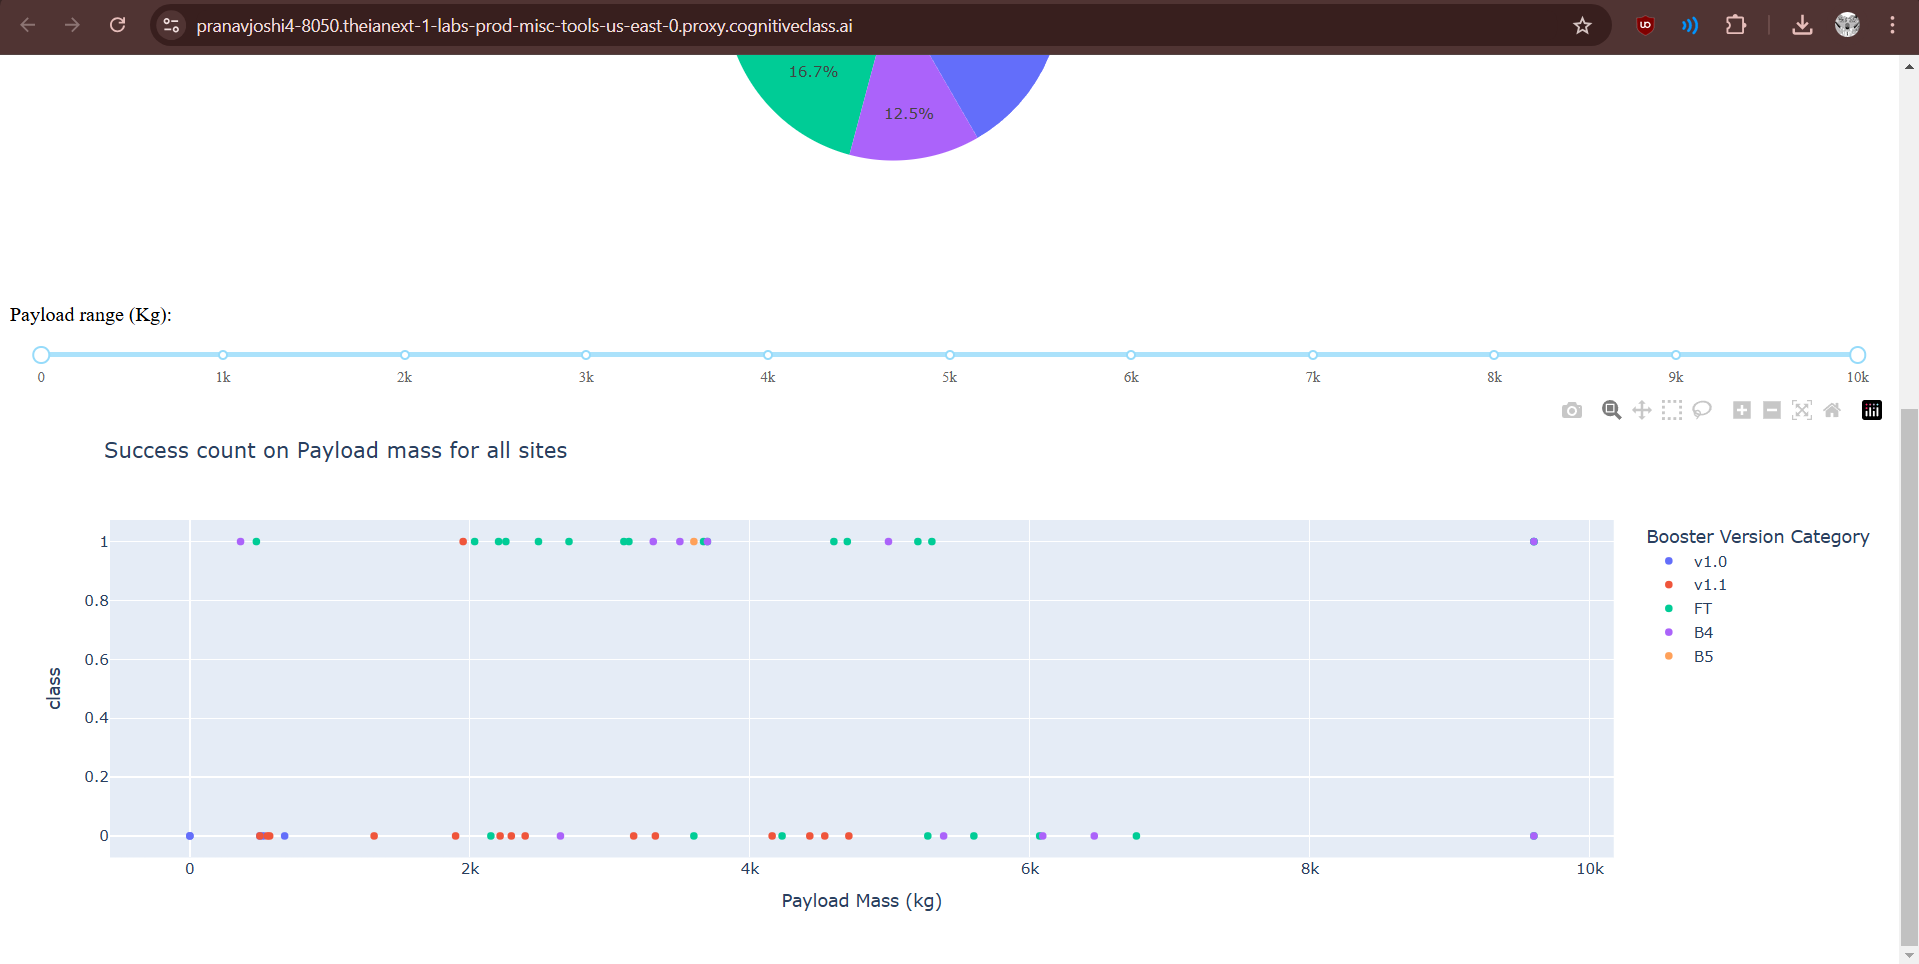 pranavjoshi4-8050.theianext-1-labs-prod-misc-tools-us-east-0.proxy.cognitiveclass.ai
16.7%
12.5%
Payload range (Kg):
0 1k 2k 3k 4k 5k 6k 7k 8k 9k 10k
Success count on Payload mass for all sites
Booster Version Category
v1.0
v1.1
FT
B4
B5
1
0.8
0.6
0.4
0.2
0
class
0 2k 4k 6k 8k 10k
Payload Mass (kg)